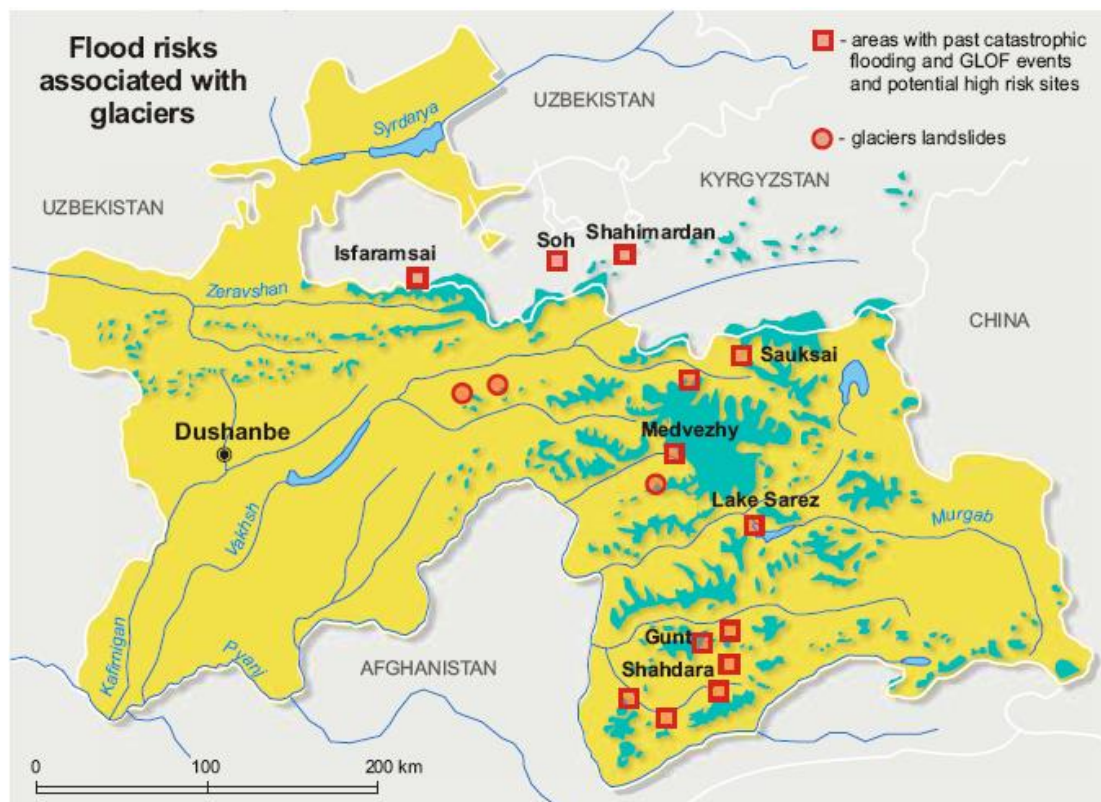 Flood risks
associated with
glaciers
- areas with past catastrophic
flooding and GLOF events
and potential high risk sites
- glaciers landslides
UZBEKISTAN
Syrdarya
KYRGYZSTAN
UZBEKISTAN
Isfaramsai
Soh
Shahimardan
Zeravshan
CHINA
Sauksai
Dushanbe
Medvezhy
Lake Sarez
Murgab
Vakhsh
Kafirnigan
Pyanj
AFGHANISTAN
Gunt
Shahdara
0 100 200 km